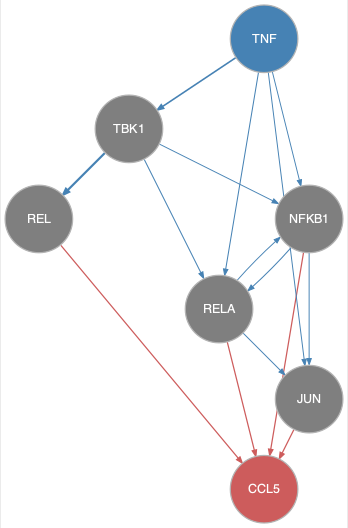 TNF
TBK1
REL
NFKB1
RELA
JUN
CCL5